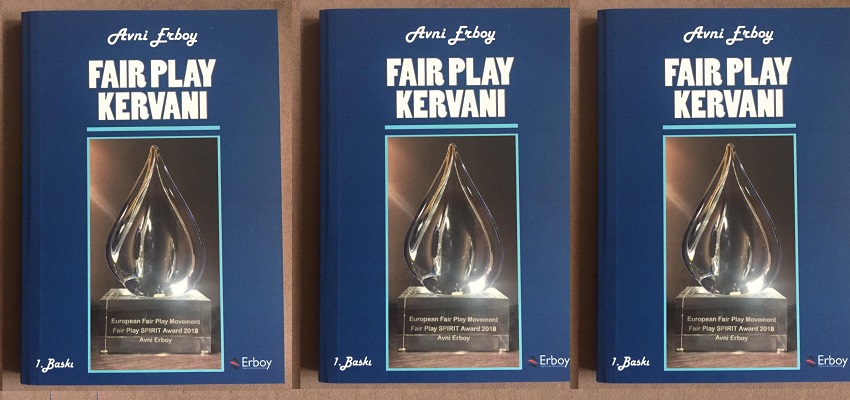 Avni Erboy
FAIR PLAY
KERVANI
European Fair Play Movement
Fair Play SPIRIT Award 2018
Avni Erboy
1.Baskı
Erboy
Avni Erboy
FAIR PLAY
KERVANI
European Fair Play Movement
Fair Play SPIRIT Award 2018
Avni Erboy
1.Baskı
Erboy
Avni Erboy
FAIR PLAY
KERVANI
European Fair Play Movement
Fair Play SPIRIT Award 2018
Avni Erboy
1.Baskı
Erboy